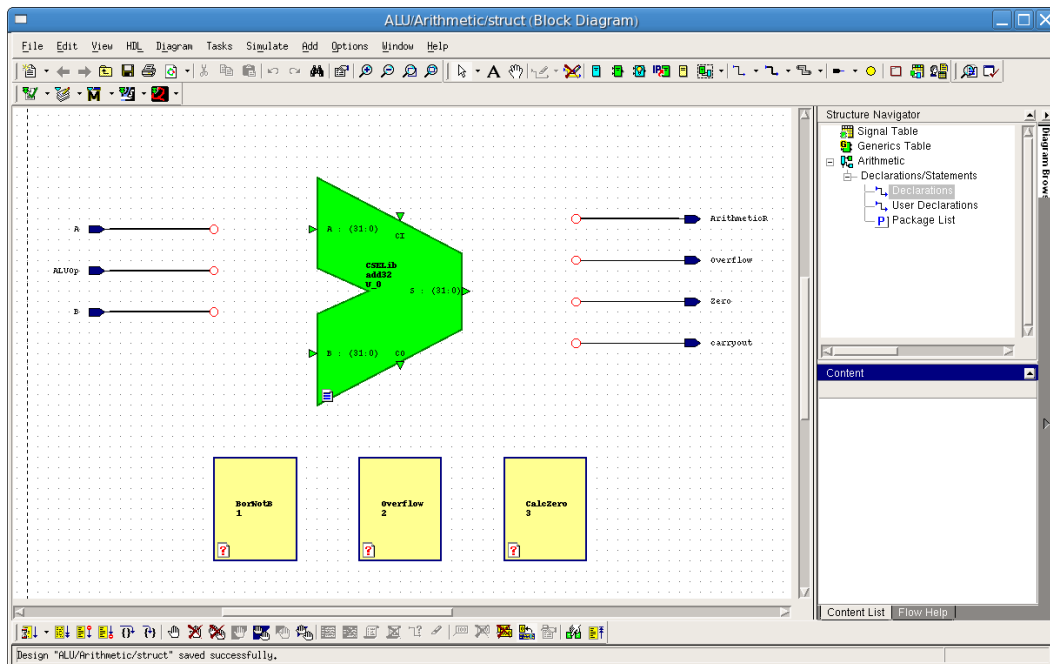 ALU/Arithmetic/struct (Block Diagram)
File Edit View HDL Diagram Tasks Simulate Add Options Window Help
Structure Navigator
Signal Table
Generics Table
Arithmetic
Declarations/Statements
Declarations
User Declarations
Package List
Diagram Brows
A
ALUOp
B
A : (31:0)
CI
CSELib
add32
U_0
S : (31:0)
B : (31:0)
CO
ArithmeticR
Overflow
Zero
carryout
BorNotB
1
Overflow
2
CalcZero
3
Content
Content List Flow Help
Design "ALU/Arithmetic/struct" saved successfully.